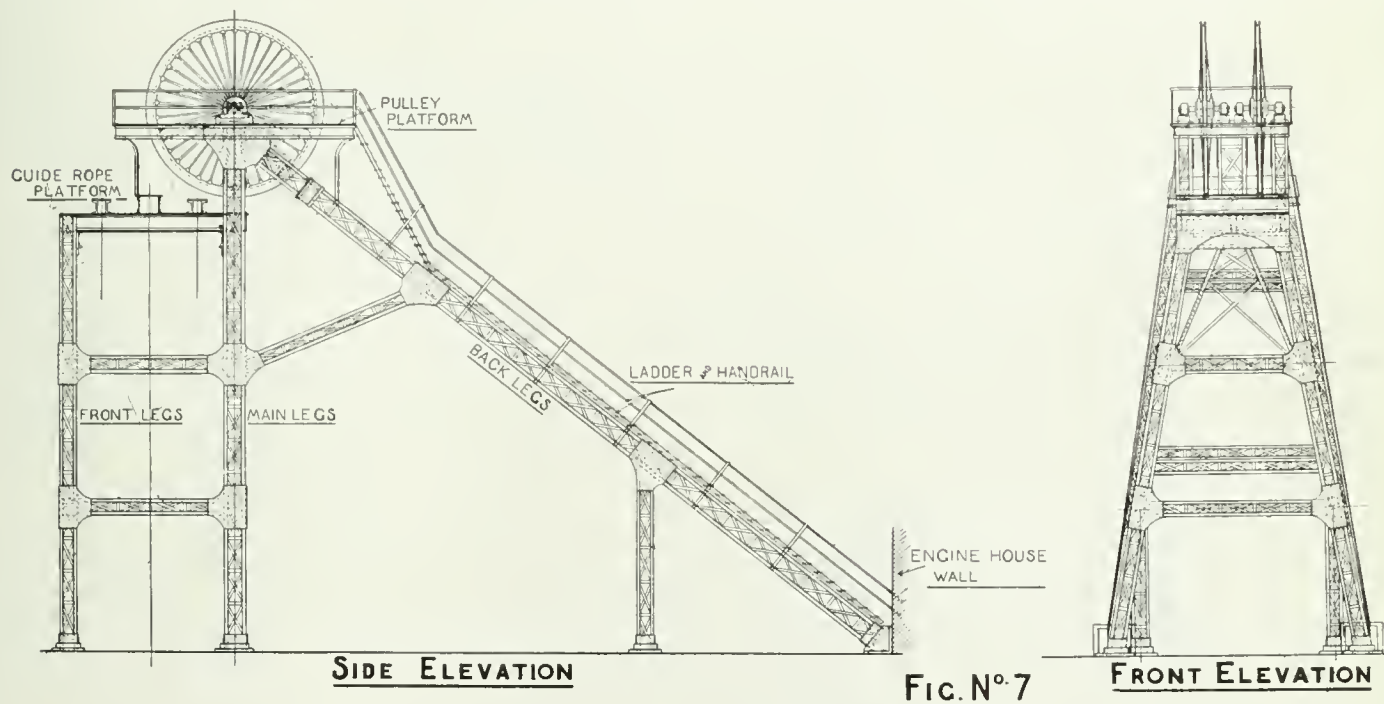 PULLEY
PLATFORM
GUIDE ROPE
PLATFORM
FRONT LEGS
MAIN LEGS
BACK LEGS
LADDER & HANDRAIL
ENGINE HOUSE
WALL
SIDE ELEVATION
FIG. Nº 7
FRONT ELEVATION